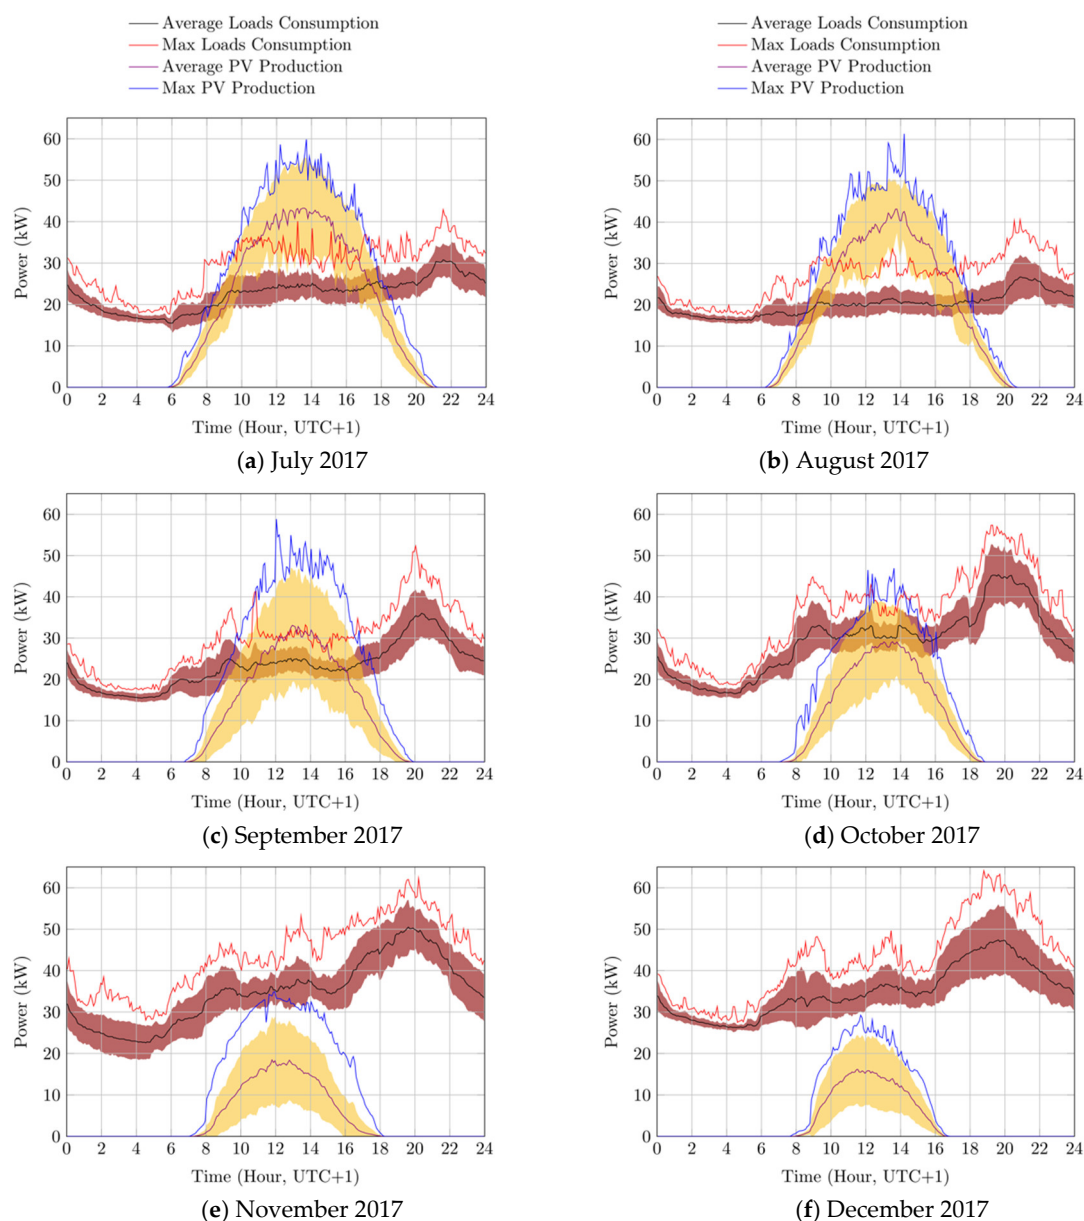 Average Loads Consumption
Max Loads Consumption
Average PV Production
Max PV Production
Average Loads Consumption
Max Loads Consumption
Average PV Production
Max PV Production
60
50
40
30
20
10
0
Power (kW)
0 2 4 6 8 10 12 14 16 18 20 22 24
Time (Hour, UTC+1)
(a) July 2017
60
50
40
30
20
10
0
Power (kW)
0 2 4 6 8 10 12 14 16 18 20 22 24
Time (Hour, UTC+1)
(b) August 2017
60
50
40
30
20
10
0
Power (kW)
0 2 4 6 8 10 12 14 16 18 20 22 24
Time (Hour, UTC+1)
(c) September 2017
60
50
40
30
20
10
0
Power (kW)
0 2 4 6 8 10 12 14 16 18 20 22 24
Time (Hour, UTC+1)
(d) October 2017
60
50
40
30
20
10
0
Power (kW)
0 2 4 6 8 10 12 14 16 18 20 22 24
Time (Hour, UTC+1)
(e) November 2017
60
50
40
30
20
10
0
Power (kW)
0 2 4 6 8 10 12 14 16 18 20 22 24
Time (Hour, UTC+1)
(f) December 2017